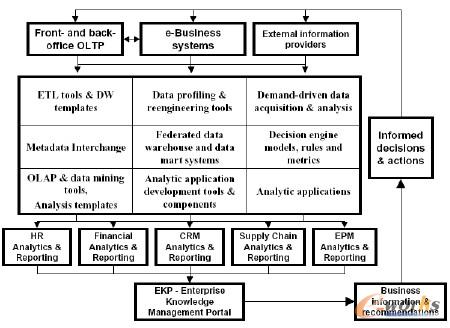 Front- and back-
office OLTP
e-Business
systems
External information
providers
ETL tools & DW
templates
Data profiling &
reengineering tools
Demand-driven data
acquisition & analysis
Metadata Interchange
Federated data
warehouse and data
mart systems
Decision engine
models, rules and
metrics
OLAP & data mining
tools,
Analysis templates
Analytic application
development tools &
components
Analytic applications
Informed
decisions
& actions
HR
Analytics &
Reporting
Financial
Analytics &
Reporting
CRM
Analytics &
Reporting
Supply Chain
Analytics &
Reporting
EPM
Analytics &
Reporting
EKP - Enterprise
Knowledge
Management Portal
Business
information &
recommendations